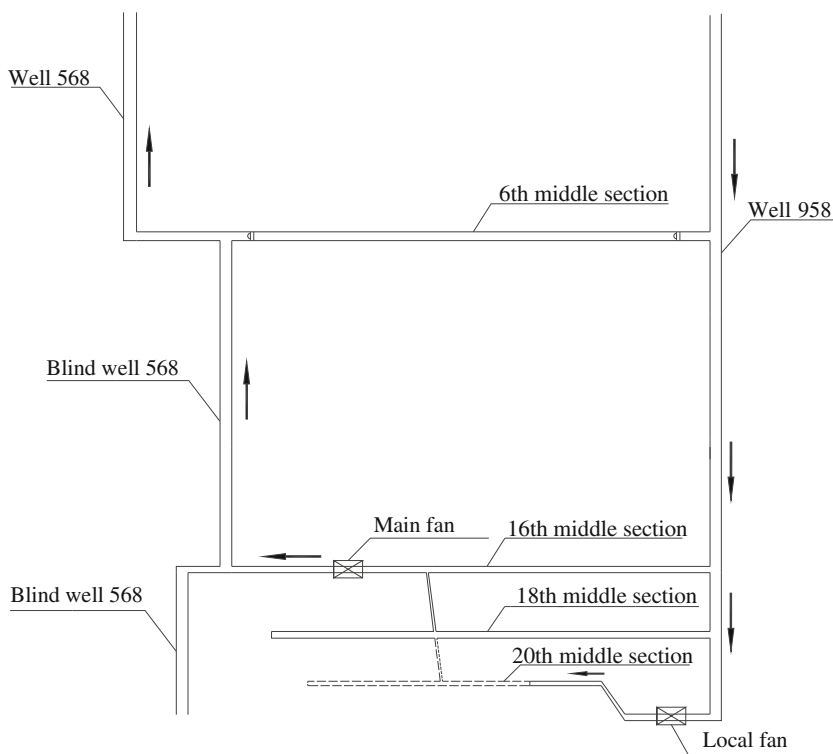 Well 568
6th middle section
Well 958
Blind well 568
Main fan
16th middle section
Blind well 568
18th middle section
20th middle section
Local fan